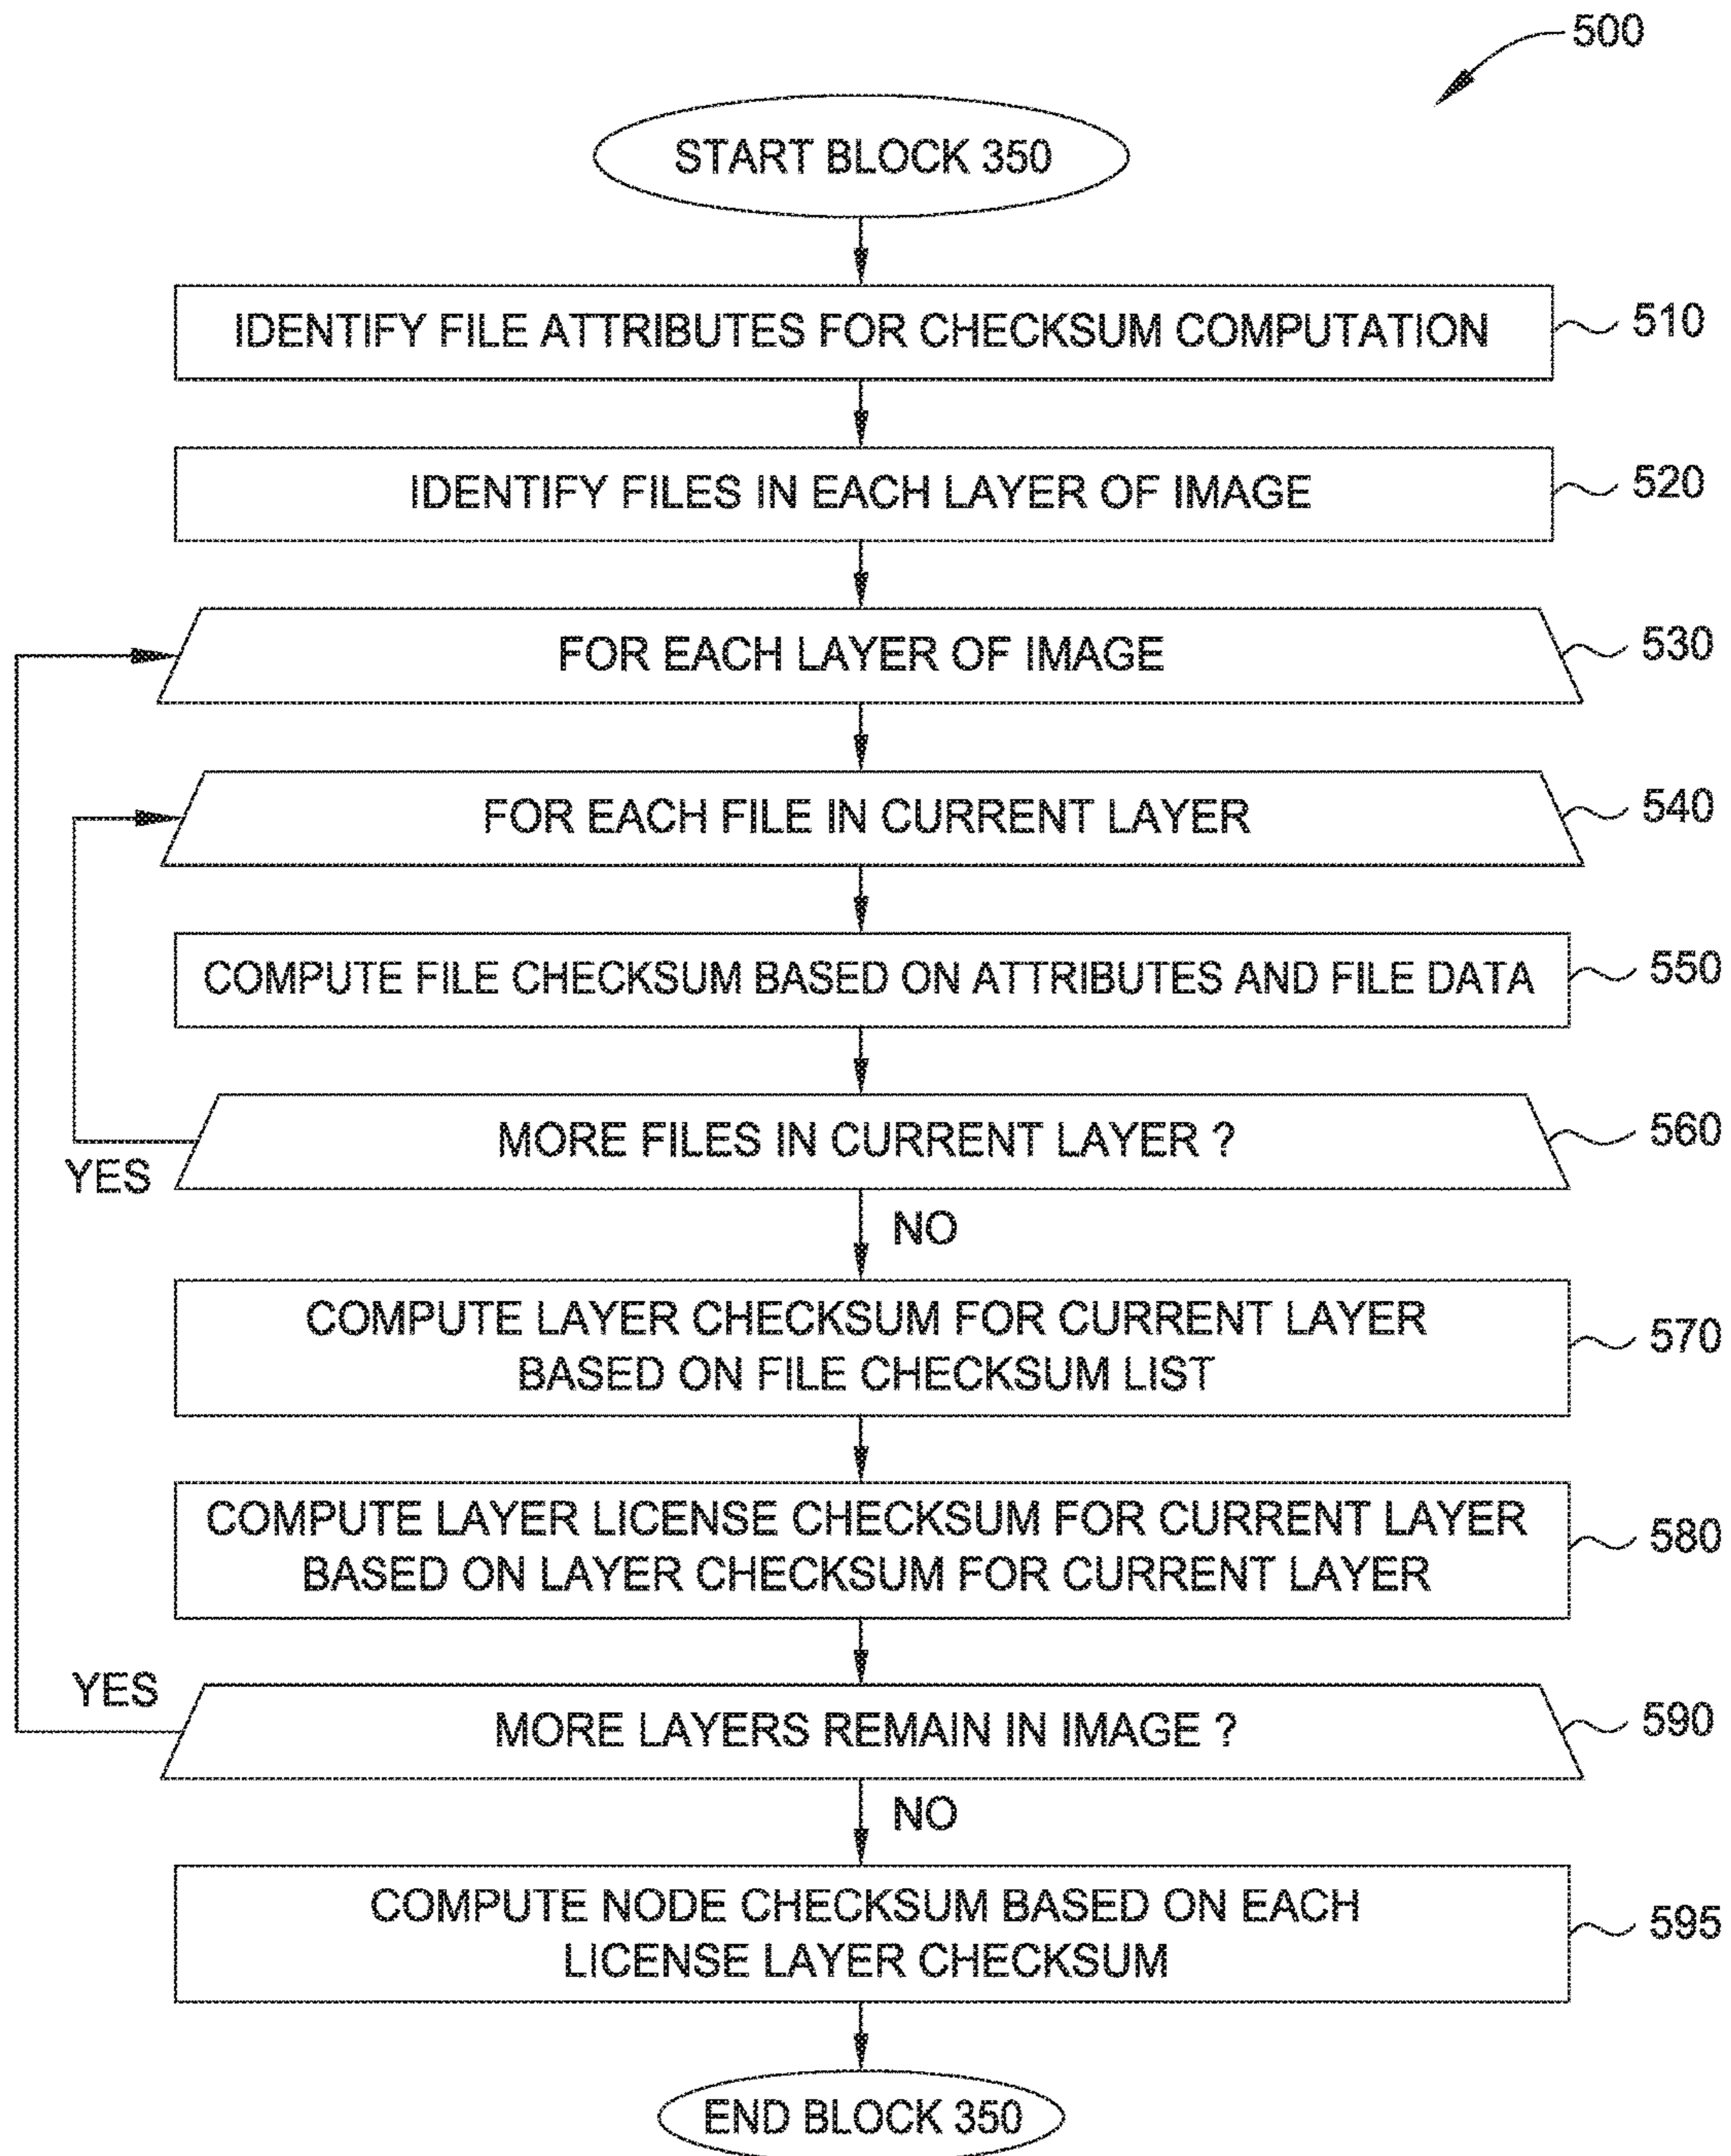 500
START BLOCK 350
IDENTIFY FILE ATTRIBUTES FOR CHECKSUM COMPUTATION
510
IDENTIFY FILES IN EACH LAYER OF IMAGE
520
FOR EACH LAYER OF IMAGE
530
FOR EACH FILE IN CURRENT LAYER
540
COMPUTE FILE CHECKSUM BASED ON ATTRIBUTES AND FILE DATA
550
MORE FILES IN CURRENT LAYER ?
560
YES
NO
COMPUTE LAYER CHECKSUM FOR CURRENT LAYER
BASED ON FILE CHECKSUM LIST
570
COMPUTE LAYER LICENSE CHECKSUM FOR CURRENT LAYER
BASED ON LAYER CHECKSUM FOR CURRENT LAYER
580
YES
MORE LAYERS REMAIN IN IMAGE ?
590
NO
COMPUTE NODE CHECKSUM BASED ON EACH
LICENSE LAYER CHECKSUM
595
END BLOCK 350